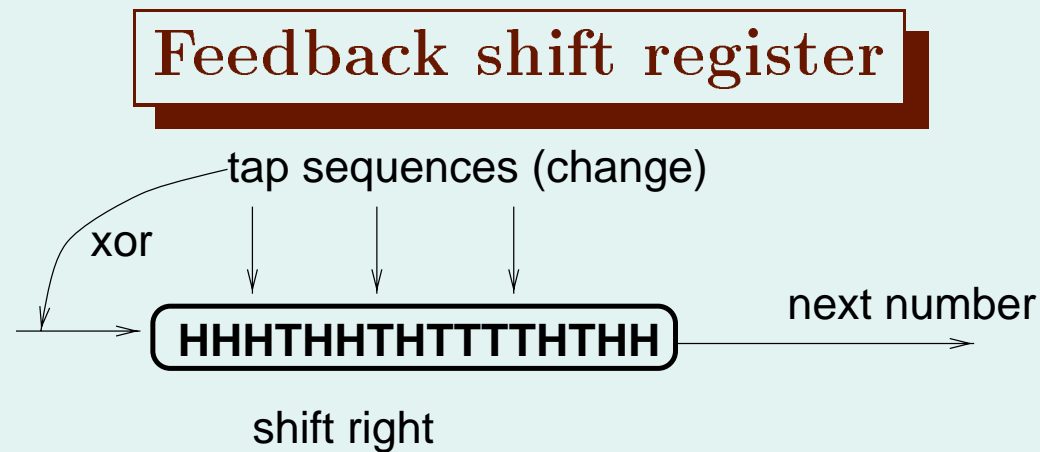 Feedback shift register
tap sequences (change)
xor
next number
HHHTHHTHTTTTHTHH
shift right